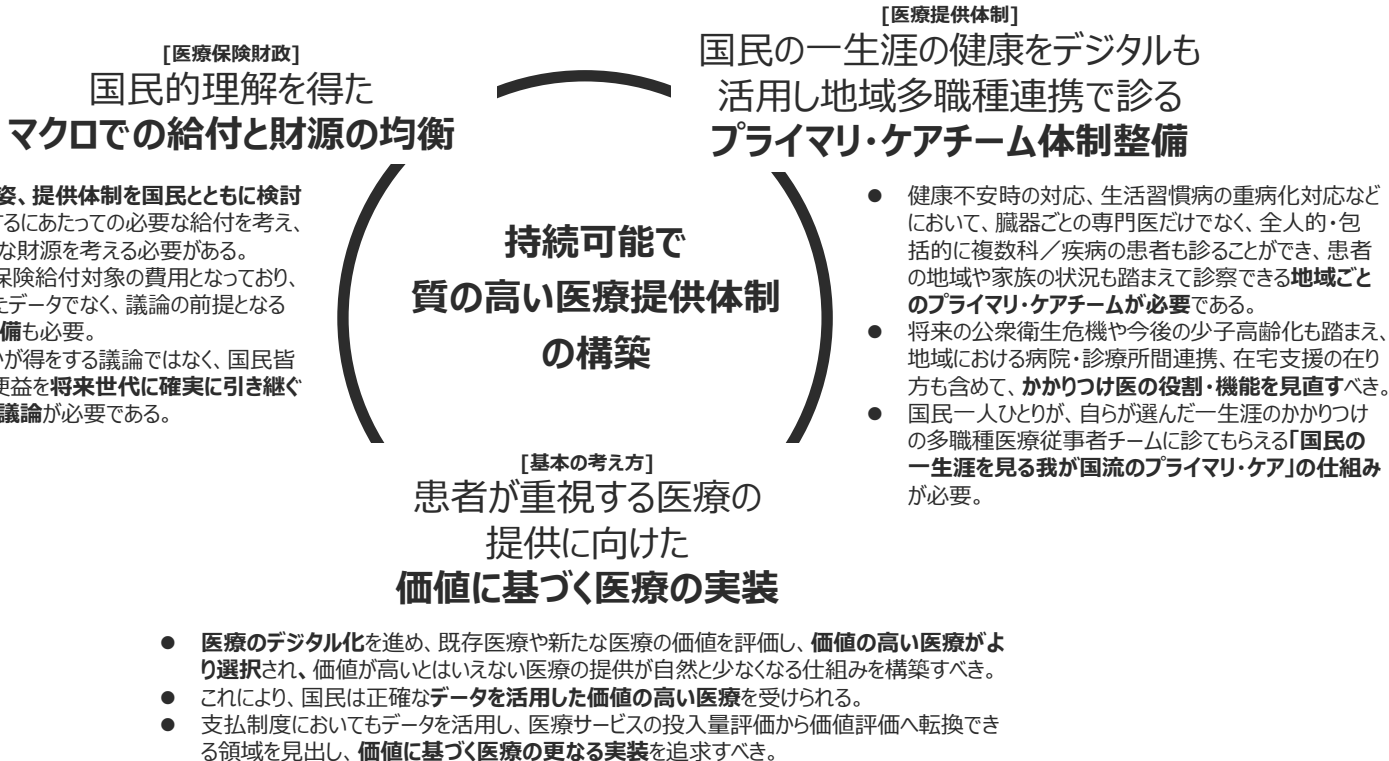 [医療保険財政]
国民的理解を得た
マクロでの給付と財源の均衡
姿、提供体制を国民とともに検討
するにあたっての必要な給付を考え、
な財源を考える必要がある。
保険給付対象の費用となっており、
たデータでなく、議論の前提となる
備も必要。
が得をする議論ではなく、国民皆
便益を将来世代に確実に引き継ぐ
議論が必要である。
[医療提供体制]
国民の一生涯の健康をデジタルも
活用し地域多職種連携で診る
プライマリ・ケアチーム体制整備
● 健康不安時の対応、生活習慣病の重病化対応など
において、臓器ごとの専門医だけでなく、全人的・包
括的に複数科／疾病の患者も診ることができ、患者
の地域や家族の状況も踏まえて診察できる地域ごと
のプライマリ・ケアチームが必要である。
● 将来の公衆衛生危機や今後の少子高齢化も踏まえ、
地域における病院・診療所間連携、在宅支援の在り
方も含めて、かかりつけ医の役割・機能を見直すべき。
● 国民一人ひとりが、自らが選んだ一生涯のかかりつけ
の多職種医療従事者チームに診てもらえる「国民の
一生涯を見る我が国流のプライマリ・ケア」の仕組み
が必要。
持続可能で
質の高い医療提供体制
の構築
[基本の考え方]
患者が重視する医療の
提供に向けた
価値に基づく医療の実装
● 医療のデジタル化を進め、既存医療や新たな医療の価値を評価し、価値の高い医療がよ
り選択され、価値が高いとはいえない医療の提供が自然と少なくなる仕組みを構築すべき。
● これにより、国民は正確なデータを活用した価値の高い医療を受けられる。
● 支払制度においてもデータを活用し、医療サービスの投入量評価から価値評価へ転換でき
る領域を見出し、価値に基づく医療の更なる実装を追求すべき。